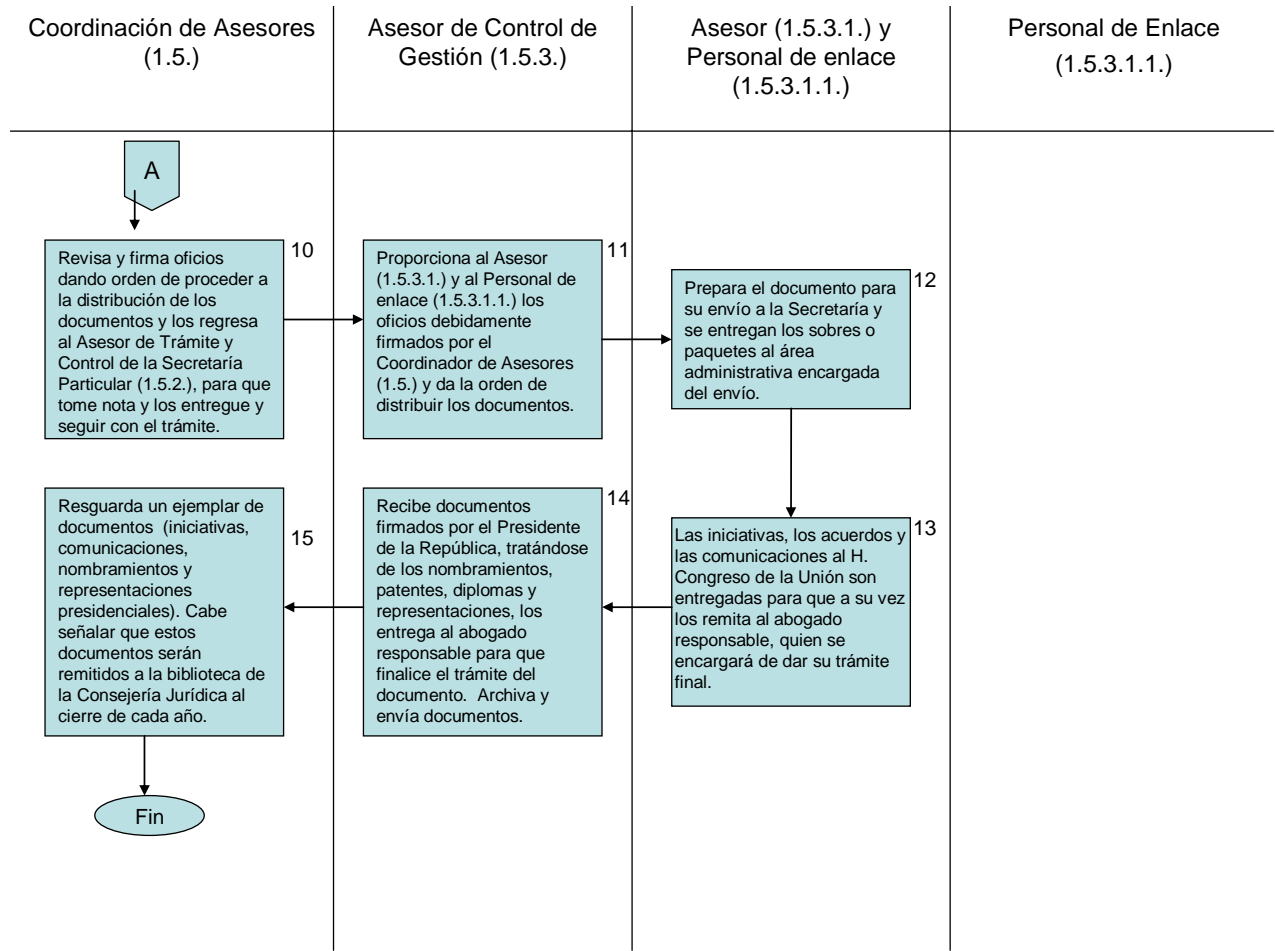 Coordinación de Asesores
(1.5.)
Asesor de Control de
Gestión (1.5.3.)
Asesor (1.5.3.1.) y
Personal de enlace
(1.5.3.1.1.)
Personal de Enlace
(1.5.3.1.1.)
A
Revisa y firma oficios
dando orden de proceder a
la distribución de los
documentos y los regresa
al Asesor de Trámite y
Control de la Secretaría
Particular (1.5.2.), para que
tome nota y los entregue y
seguir con el trámite.
10
Proporciona al Asesor
(1.5.3.1.) y al Personal de
enlace (1.5.3.1.1.) los
oficios debidamente
firmados por el
Coordinador de Asesores
(1.5.) y da la orden de
distribuir los documentos.
11
Prepara el documento para
su envío a la Secretaría y
se entregan los sobres o
paquetes al área
administrativa encargada
del envío.
12
Las iniciativas, los acuerdos y
las comunicaciones al H.
Congreso de la Unión son
entregadas para que a su vez
los remita al abogado
responsable, quien se
encargará de dar su trámite
final.
13
Recibe documentos
firmados por el Presidente
de la República, tratándose
de los nombramientos,
patentes, diplomas y
representaciones, los
entrega al abogado
responsable para que
finalice el trámite del
documento.  Archiva y
envía documentos.
14
Resguarda un ejemplar de
documentos  (iniciativas,
comunicaciones,
nombramientos y
representaciones
presidenciales). Cabe
señalar que estos
documentos serán
remitidos a la biblioteca de
la Consejería Jurídica al
cierre de cada año.
15
Fin